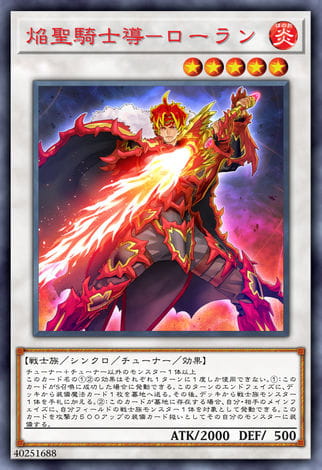 焔聖騎士導－ローラン
ほのお
炎
【戦士族／シンクロ／チューナー／効果】
チューナー＋チューナー以外のモンスター１体以上
このカード名の①②の効果はそれぞれ１ターンに１度しか使用できない。①：この
カードがＳ召喚に成功した場合に発動できる。このターンのエンドフェイズに、デ
ッキから装備魔法カード１枚を墓地へ送る。その後、デッキから戦士族モンスター
１体を手札に加える。②：このカードが墓地に存在する場合、自分・相手のメインフ
ェイズに、自分フィールドの戦士族モンスター１体を対象として発動できる。この
カードを攻撃力５００アップの装備カード扱いとしてその自分のモンスターに装
備する。
ATK/2000 DEF/ 500
40251688